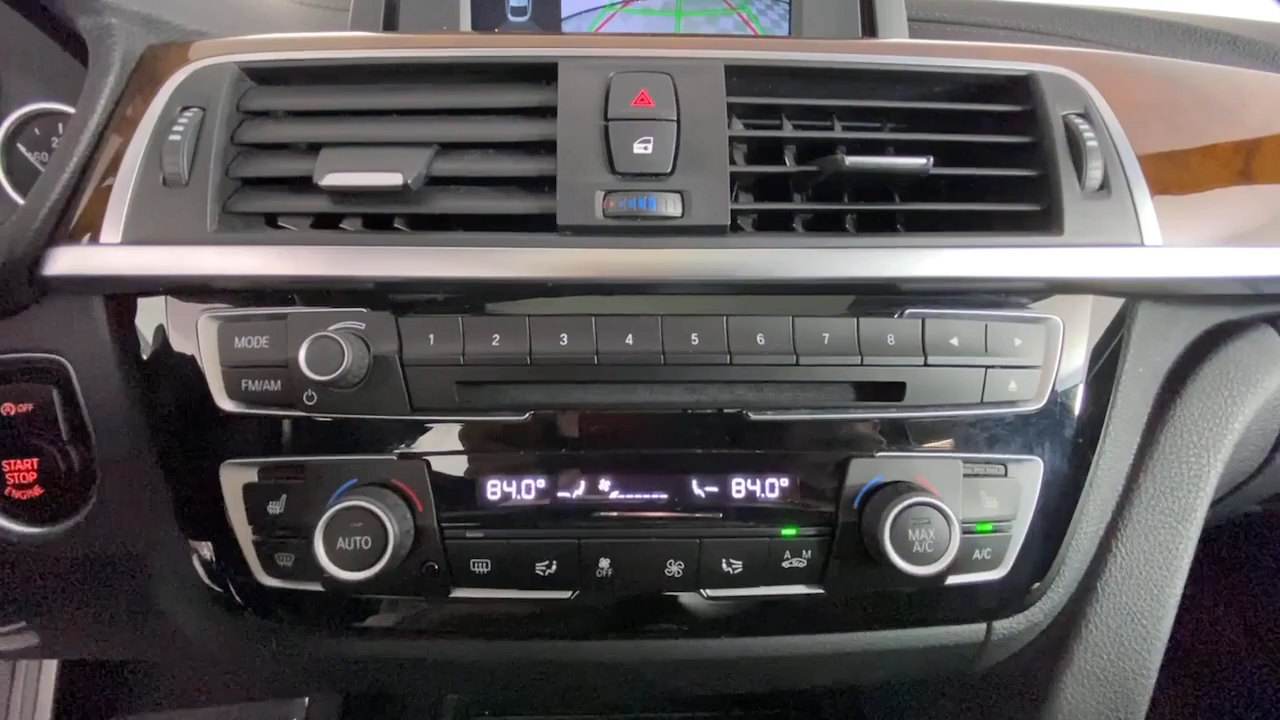 MODE
1 2 3 4 5 6 7 8
FM/AM
OFF
START
STOP
ENGINE
84.0°
84.0°
AUTO
MAX
A/C
A/C
OFF
A M